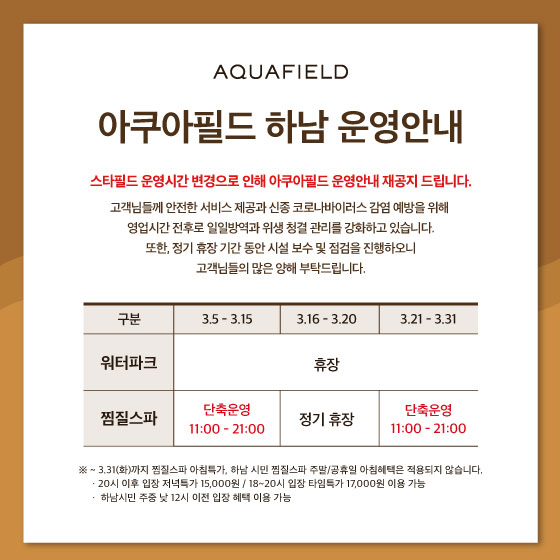 AQUAFIELD
아쿠아필드 하남 운영안내
스타필드 운영시간 변경으로 인해 아쿠아필드 운영안내 재공지 드립니다.
고객님들께 안전한 서비스 제공과 신종 코로나바이러스 감염 예방을 위해
영업시간 전후로 일일방역과 위생 청결 관리를 강화하고 있습니다.
또한, 정기 휴장 기간 동안 시설 보수 및 점검을 진행하오니
고객님들의 많은 양해 부탁드립니다.
구분 3.5 - 3.15 3.16 - 3.20 3.21 - 3.31
워터파크 휴장
찜질스파 단축운영 11:00 - 21:00 정기 휴장 단축운영 11:00 - 21:00
※ ~ 3.31(화)까지 찜질스파 아침특가, 하남 시민 찜질스파 주말/공휴일 아침혜택은 적용되지 않습니다.
· 20시 이후 입장 저녁특가 15,000원 / 18~20시 입장 타임특가 17,000원 이용 가능
· 하남시민 주중 낮 12시 이전 입장 혜택 이용 가능